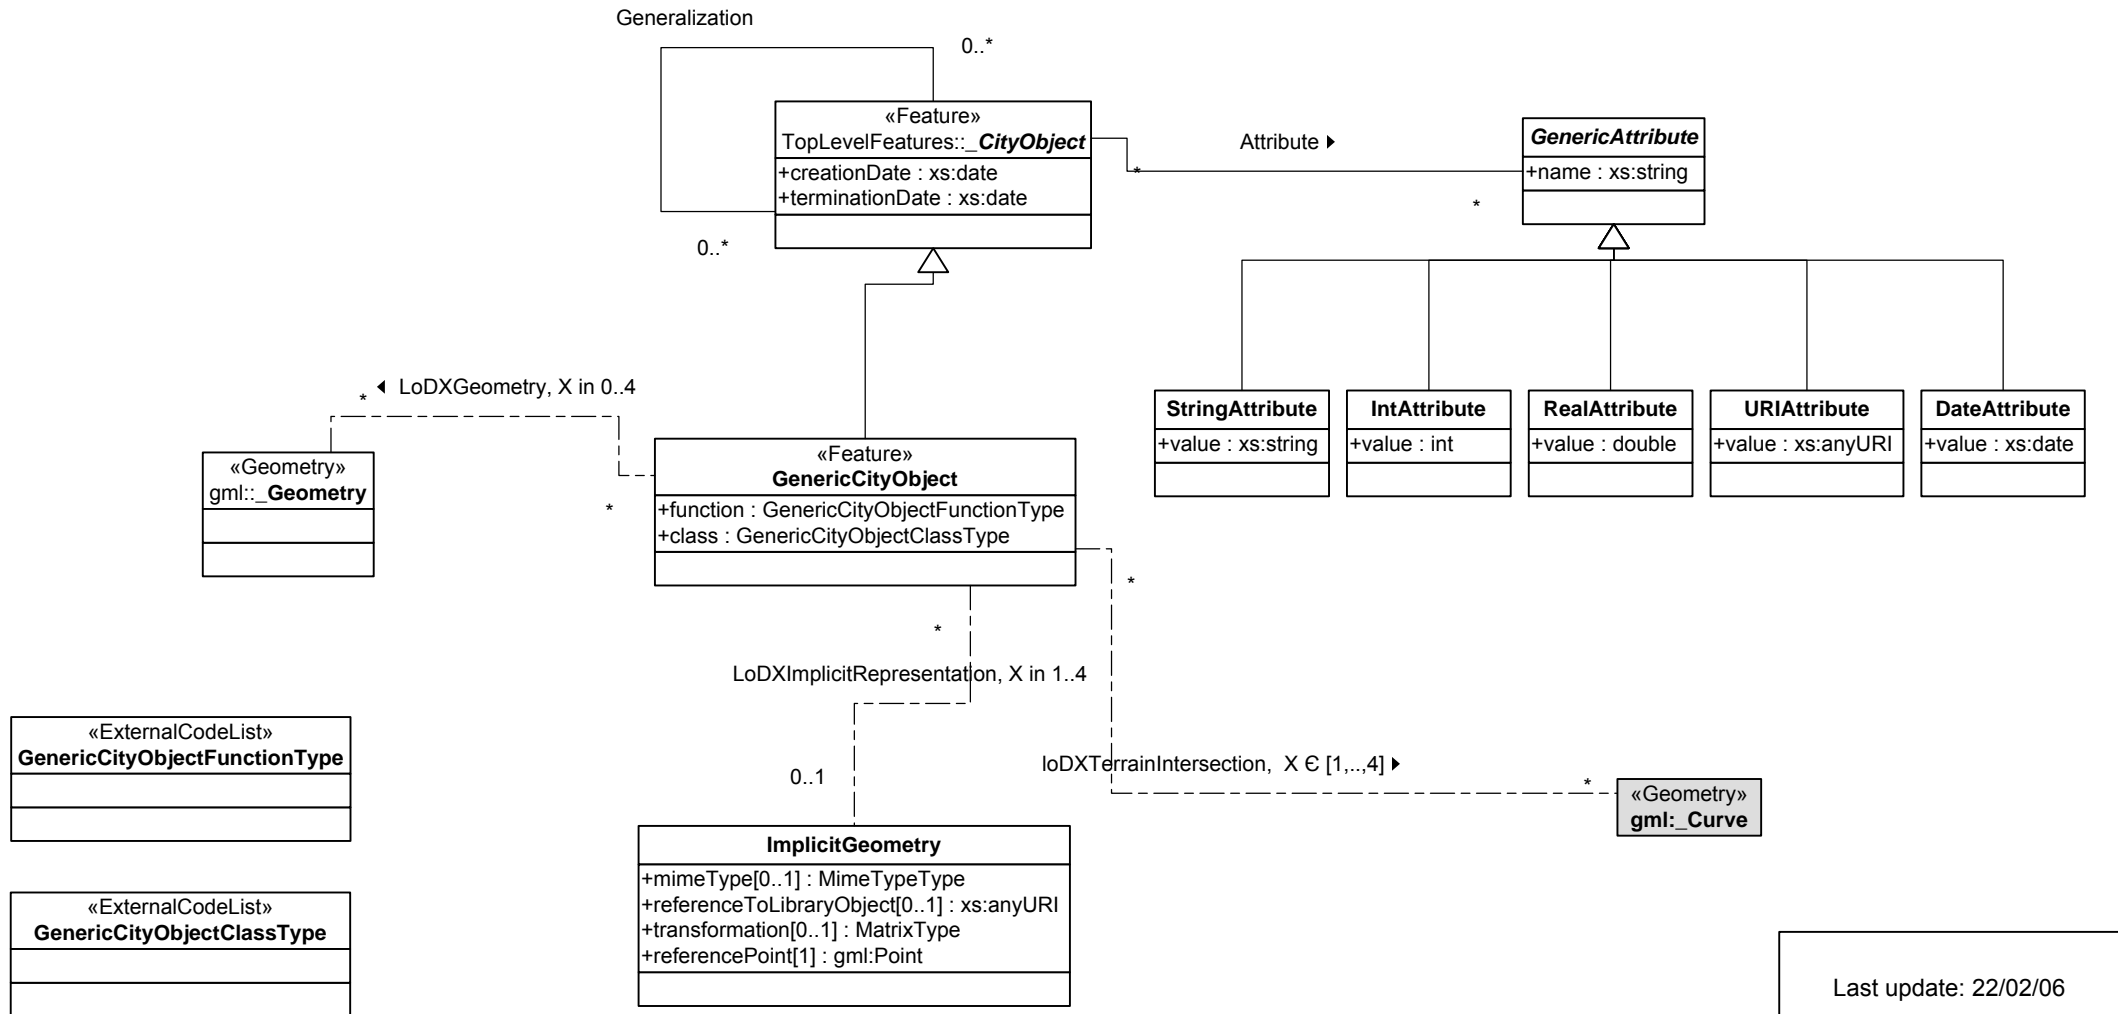 Generalization
0..*
«Feature»
TopLevelFeatures::_CityObject
+creationDate : xs:date
+terminationDate : xs:date
0..*
Attribute ▶
*
*
GenericAttribute
+name : xs:string
StringAttribute
+value : xs:string
IntAttribute
+value : int
RealAttribute
+value : double
URIAttribute
+value : xs:anyURI
DateAttribute
+value : xs:date
◀ LoDXGeometry, X in 0..4
*
*
«Geometry»
gml::_Geometry
«Feature»
GenericCityObject
+function : GenericCityObjectFunctionType
+class : GenericCityObjectClassType
*
*
LoDXImplicitRepresentation, X in 1..4
0..1
loDXTerrainIntersection, X Є [1,..,4] ▶
*
«Geometry»
gml:_Curve
«ExternalCodeList»
GenericCityObjectFunctionType
«ExternalCodeList»
GenericCityObjectClassType
ImplicitGeometry
+mimeType[0..1] : MimeTypeType
+referenceToLibraryObject[0..1] : xs:anyURI
+transformation[0..1] : MatrixType
+referencePoint[1] : gml:Point
Last update: 22/02/06